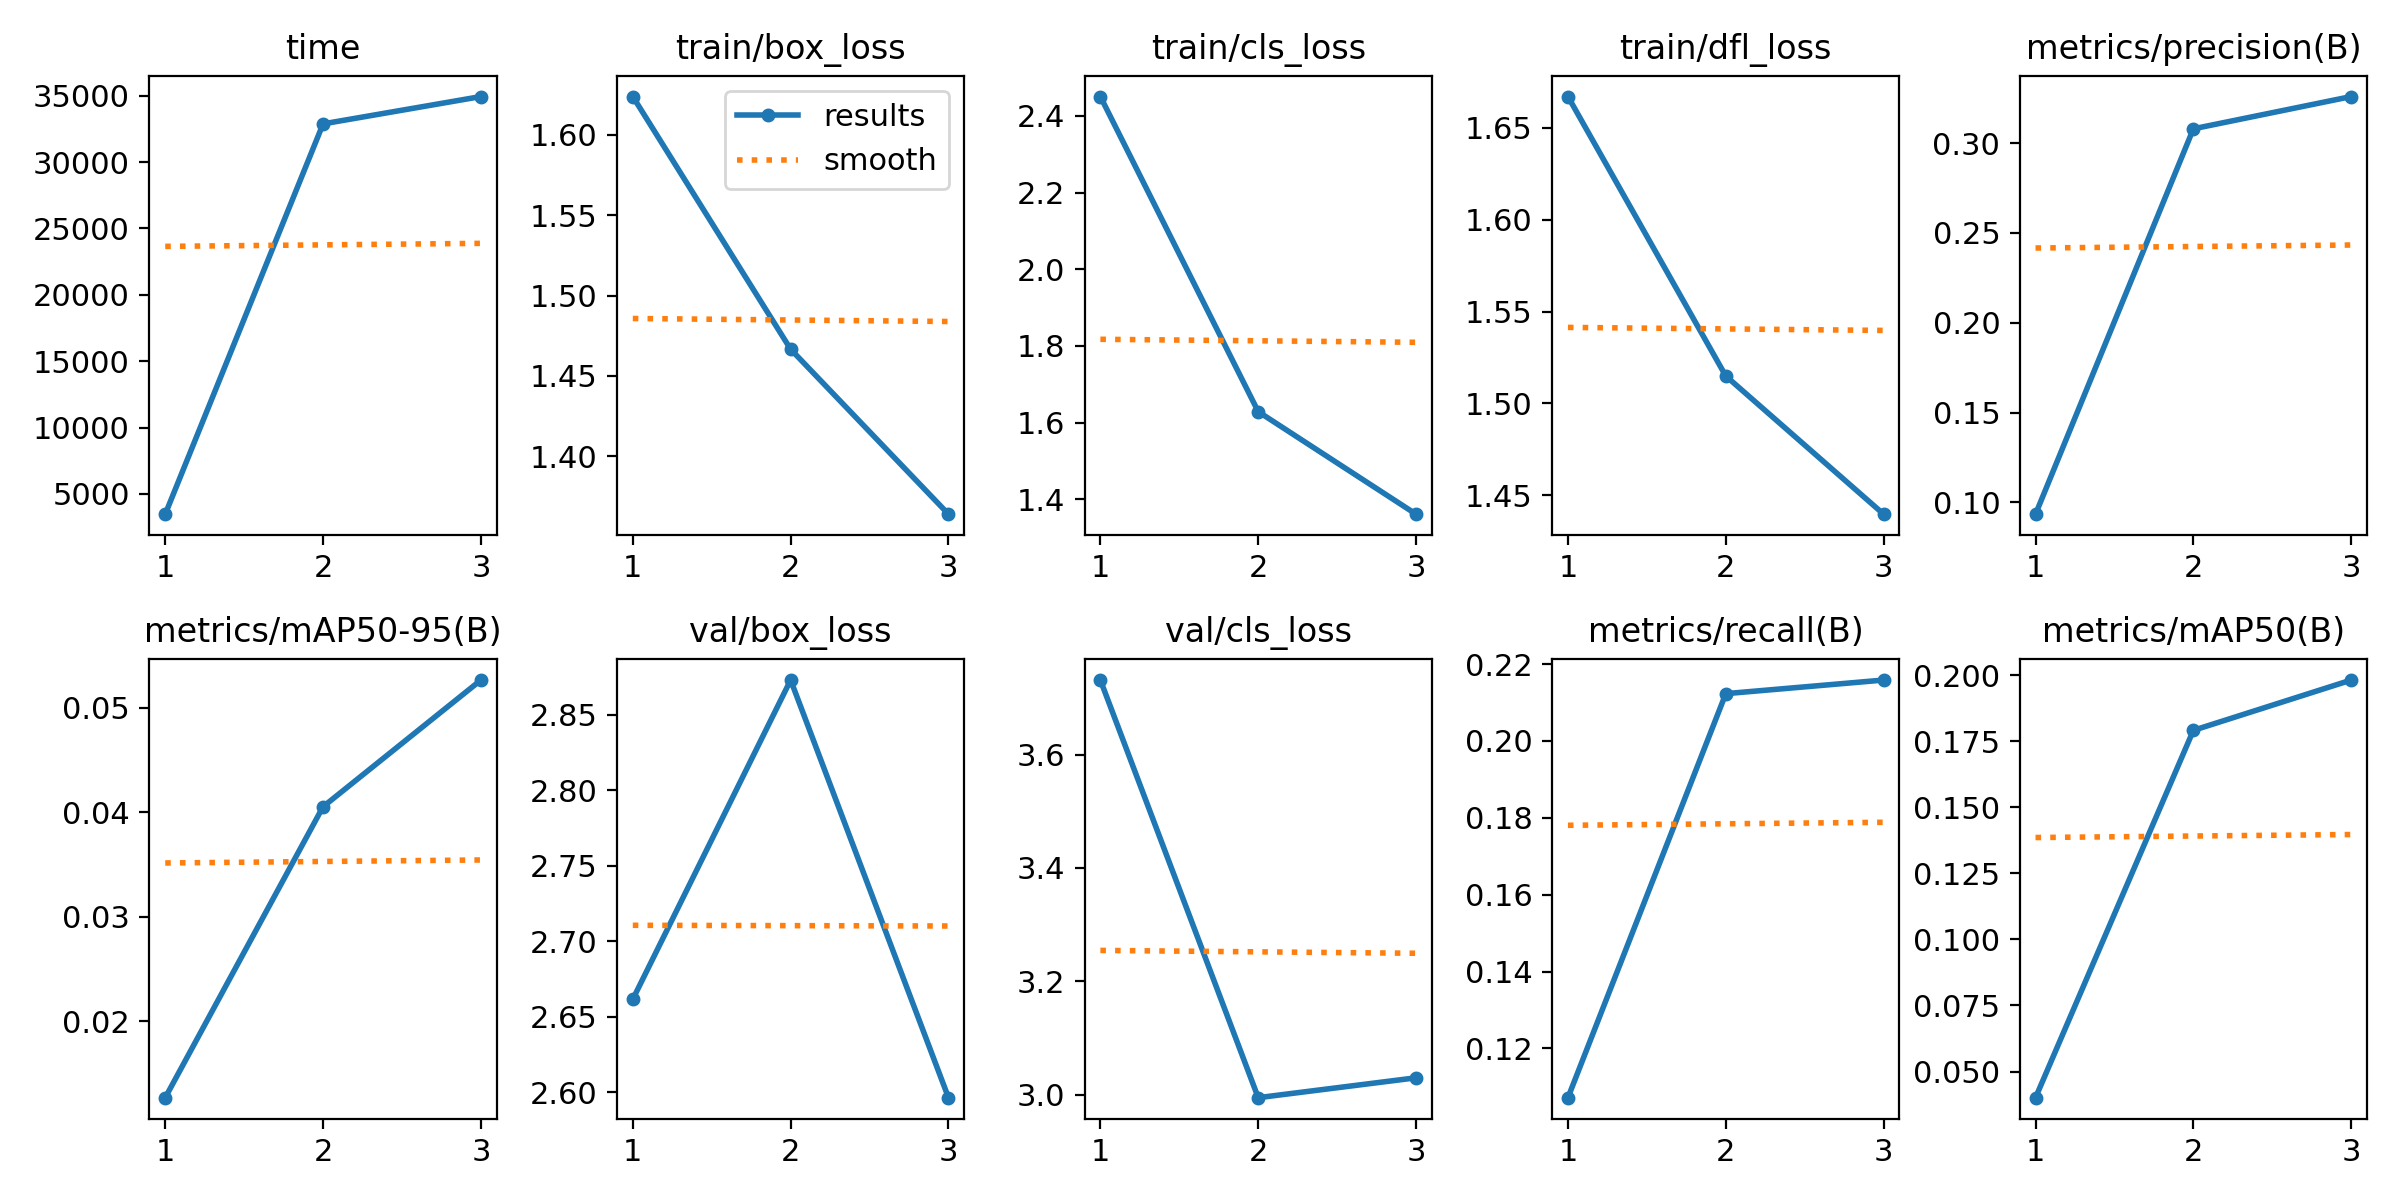 time
35000
30000
25000
20000
15000
10000
5000
1 2 3
train/box_loss
results
smooth
1.60
1.55
1.50
1.45
1.40
1 2 3
train/cls_loss
2.4
2.2
2.0
1.8
1.6
1.4
1 2 3
train/dfl_loss
1.65
1.60
1.55
1.50
1.45
1 2 3
metrics/precision(B)
0.30
0.25
0.20
0.15
0.10
1 2 3
metrics/mAP50-95(B)
0.05
0.04
0.03
0.02
1 2 3
val/box_loss
2.85
2.80
2.75
2.70
2.65
2.60
1 2 3
val/cls_loss
3.6
3.4
3.2
3.0
1 2 3
metrics/recall(B)
0.22
0.20
0.18
0.16
0.14
0.12
1 2 3
metrics/mAP50(B)
0.200
0.175
0.150
0.125
0.100
0.075
0.050
1 2 3